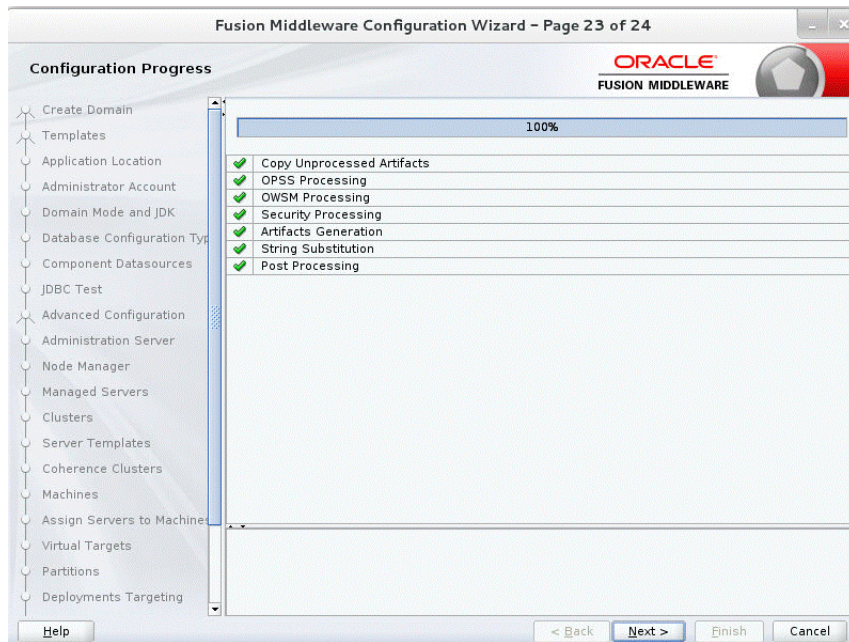 Fusion Middleware Configuration Wizard – Page 23 of 24
Configuration Progress
ORACLE
FUSION MIDDLEWARE
Create Domain
Templates
Application Location
Administrator Account
Domain Mode and JDK
Database Configuration Typ
Component Datasources
JDBC Test
Advanced Configuration
Administration Server
Node Manager
Managed Servers
Clusters
Server Templates
Coherence Clusters
Machines
Assign Servers to Machines
Virtual Targets
Partitions
Deployments Targeting
100%
Copy Unprocessed Artifacts
OPSS Processing
OWSM Processing
Security Processing
Artifacts Generation
String Substitution
Post Processing
Help
< Back
Next >
Finish
Cancel